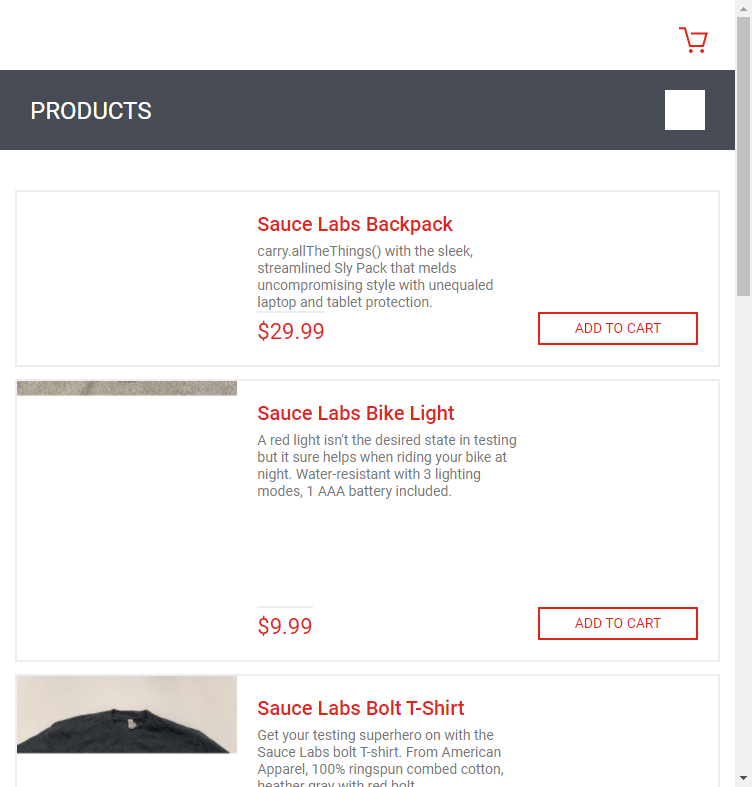 PRODUCTS
Sauce Labs Backpack
carry.allTheThings() with the sleek,
streamlined Sly Pack that melds
uncompromising style with unequaled
laptop and tablet protection.
$29.99
ADD TO CART
Sauce Labs Bike Light
A red light isn't the desired state in testing
but it sure helps when riding your bike at
night. Water-resistant with 3 lighting
modes, 1 AAA battery included.
$9.99
ADD TO CART
Sauce Labs Bolt T-Shirt
Get your testing superhero on with the
Sauce Labs bolt T-shirt. From American
Apparel, 100% ringspun combed cotton,
heather gray with red bolt.